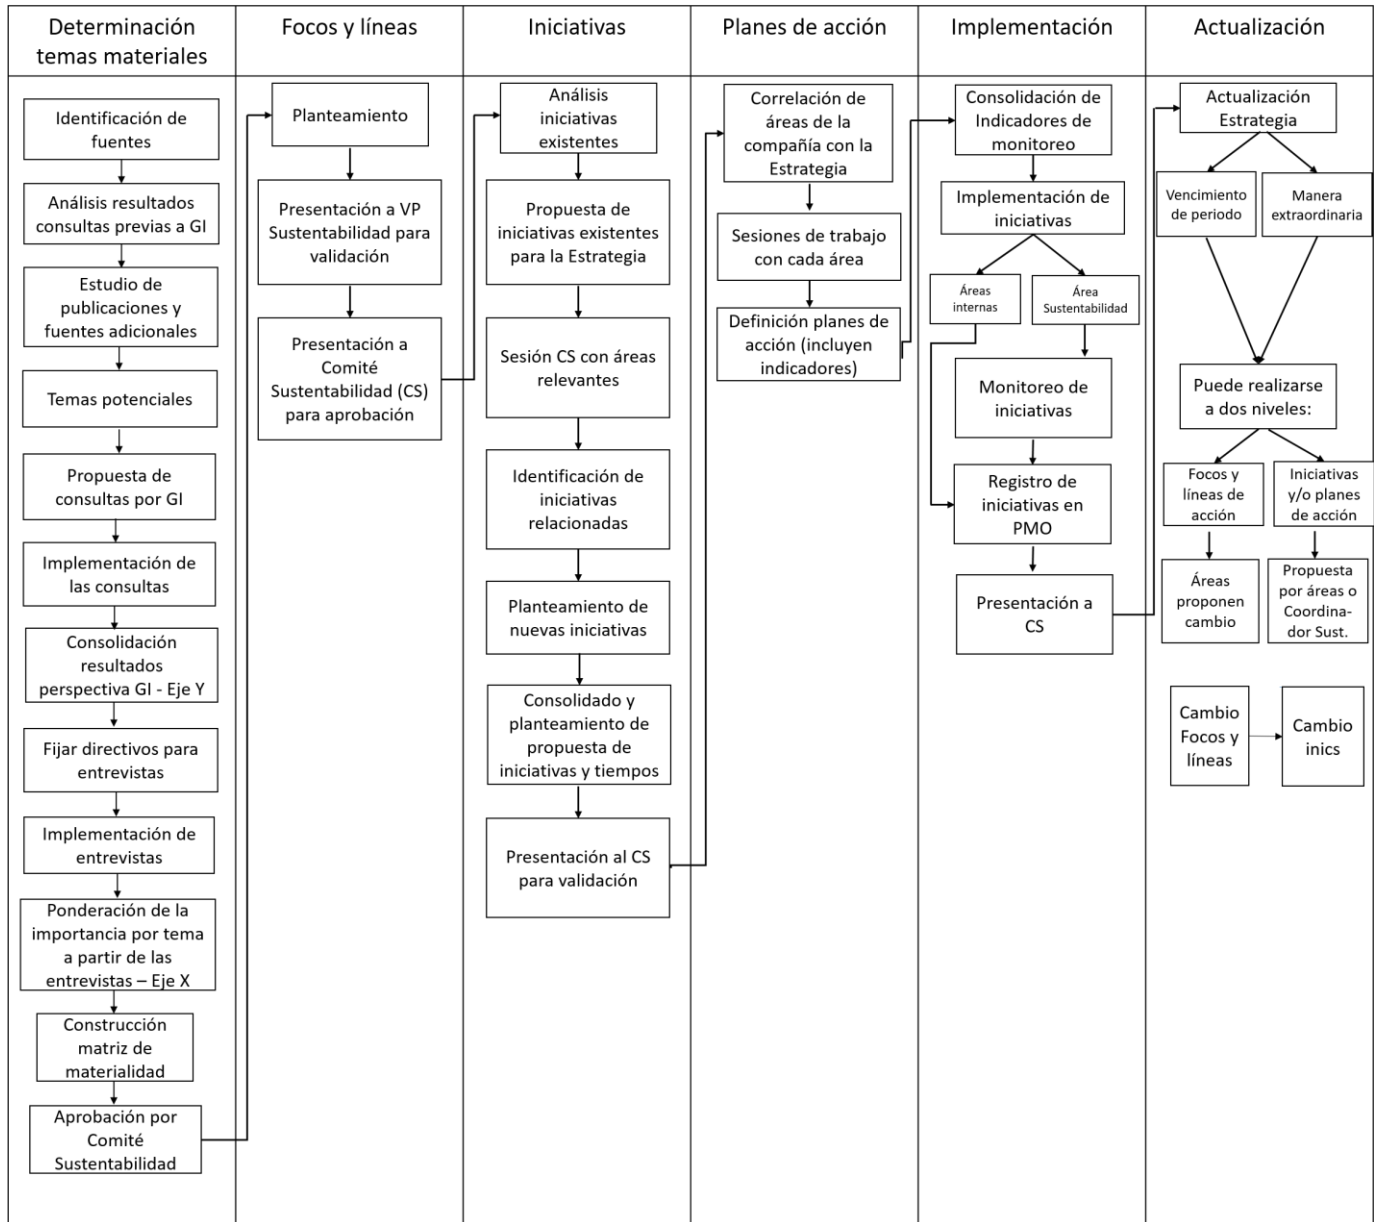 Determinación
temas materiales
Focos y líneas
Iniciativas
Planes de acción
Implementación
Actualización
Identificación de
fuentes
Análisis resultados
consultas previas a GI
Estudio de
publicaciones y
fuentes adicionales
Temas potenciales
Propuesta de
consultas por GI
Implementación de
las consultas
Consolidación
resultados
perspectiva GI - Eje Y
Fijar directivos para
entrevistas
Implementación de
entrevistas
Ponderación de la
importancia por tema
a partir de las
entrevistas – Eje X
Construcción
matriz de
materialidad
Aprobación por
Comité
Sustentabilidad
Planteamiento
Presentación a VP
Sustentabilidad para
validación
Presentación a
Comité
Sustentabilidad (CS)
para aprobación
Análisis
iniciativas
existentes
Propuesta de
iniciativas existentes
para la Estrategia
Sesión CS con áreas
relevantes
Identificación de
iniciativas
relacionadas
Planteamiento de
nuevas iniciativas
Consolidado y
planteamiento de
propuesta de
iniciativas y tiempos
Presentación al CS
para validación
Correlación de
áreas de la
compañía con la
Estrategia
Sesiones de trabajo
con cada área
Definición planes de
acción (incluyen
indicadores)
Consolidación de
Indicadores de
monitoreo
Implementación de
iniciativas
Áreas
internas
Área
Sustentabilidad
Monitoreo de
iniciativas
Registro de
iniciativas en
PMO
Presentación a
CS
Actualización
Estrategia
Vencimiento
de periodo
Manera
extraordinaria
Puede realizarse
a dos niveles:
Focos y
líneas de
acción
Iniciativas
y/o planes
de acción
Áreas
proponen
cambio
Propuesta
por áreas o
Coordina-
dor Sust.
Cambio
Focos y
líneas
Cambio
inics